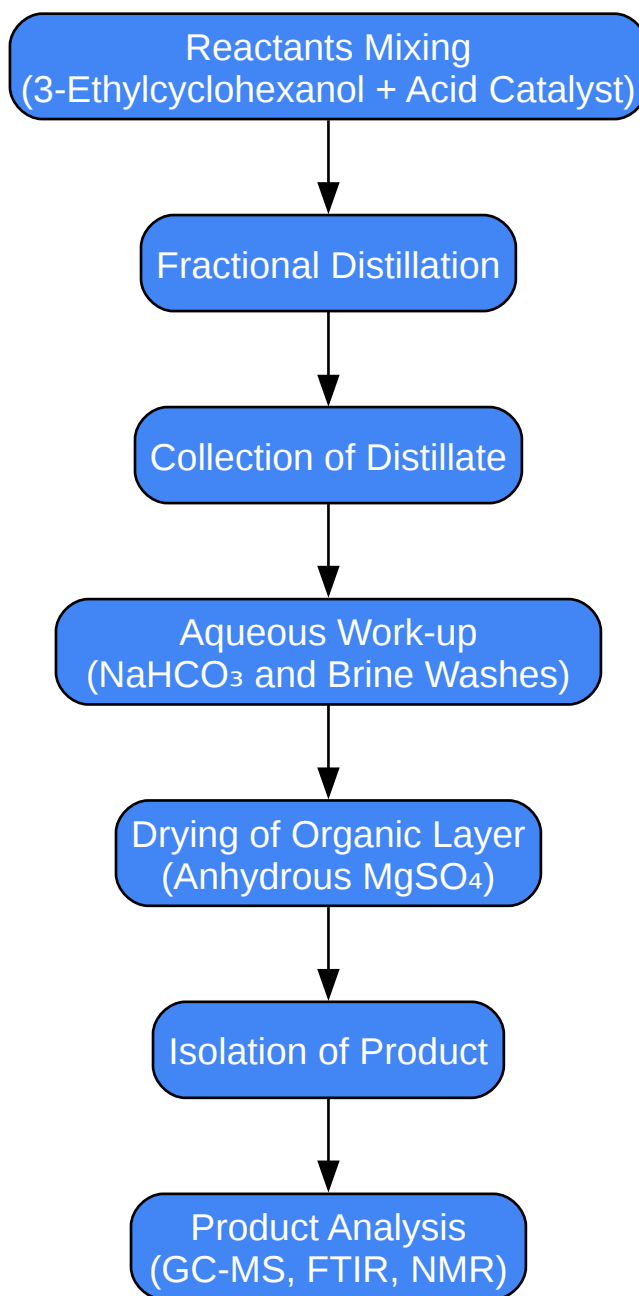 Reactants Mixing
(3-Ethylcyclohexanol + Acid Catalyst)
Fractional Distillation
Collection of Distillate
Aqueous Work-up
(NaHCO₃ and Brine Washes)
Drying of Organic Layer
(Anhydrous MgSO₄)
Isolation of Product
Product Analysis
(GC-MS, FTIR, NMR)